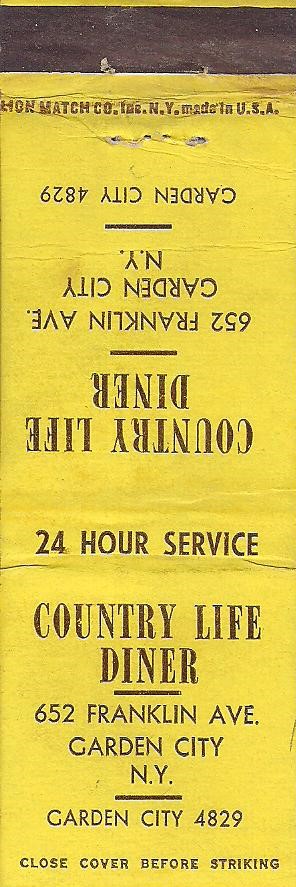 LION MATCH CO., Inc. N.Y. made in U.S.A.
COUNTRY LIFE
DINER
652 FRANKLIN AVE.
GARDEN CITY
N.Y.
GARDEN CITY 4829
24 HOUR SERVICE
COUNTRY LIFE
DINER
652 FRANKLIN AVE.
GARDEN CITY
N.Y.
GARDEN CITY 4829
CLOSE COVER BEFORE STRIKING